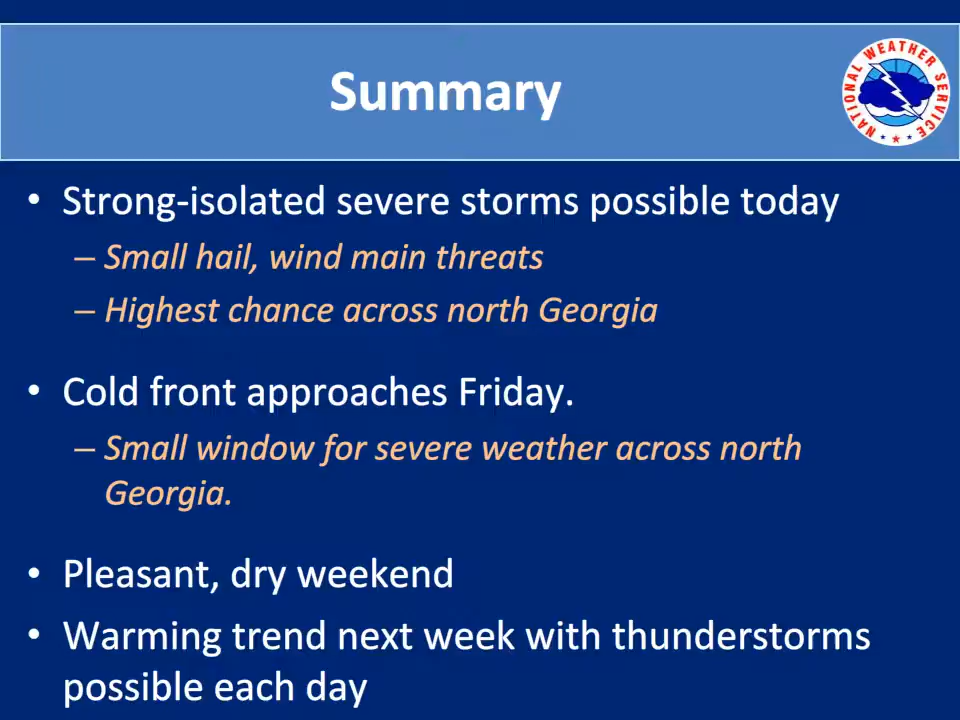 Summary
NATIONAL WEATHER SERVICE
• Strong-isolated severe storms possible today
– Small hail, wind main threats
– Highest chance across north Georgia
• Cold front approaches Friday.
– Small window for severe weather across north
Georgia.
• Pleasant, dry weekend
• Warming trend next week with thunderstorms
possible each day